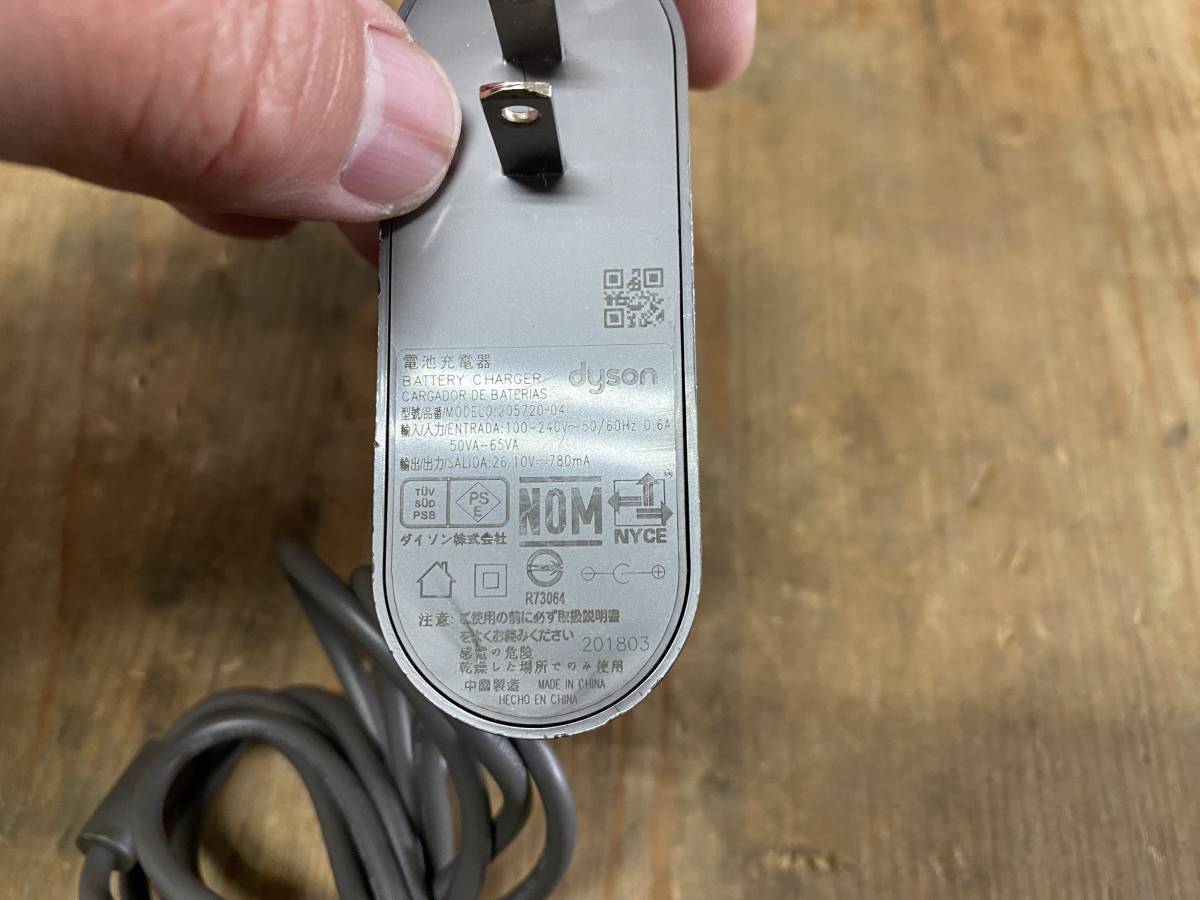 電池充電器
BATTERY CHARGER
dyson
CARGADOR DE BATERIAS
型號/品番/MODELO:205720-04
輸入/入力/ENTRADA:100-240V~50/60Hz 0.6A
50VA-65VA
輸出/出力/SALIDA:26.10V⎓780mA
TÜV
SÜD
PSB
PS
E
NOM
NYCE
ダイソン株式会社
R73064
注意: ご使用の前に必ず取扱説明書
をよくお読みください
感電の危険
201803
乾燥した場所でのみ使用
中國製造 MADE IN CHINA
HECHO EN CHINA